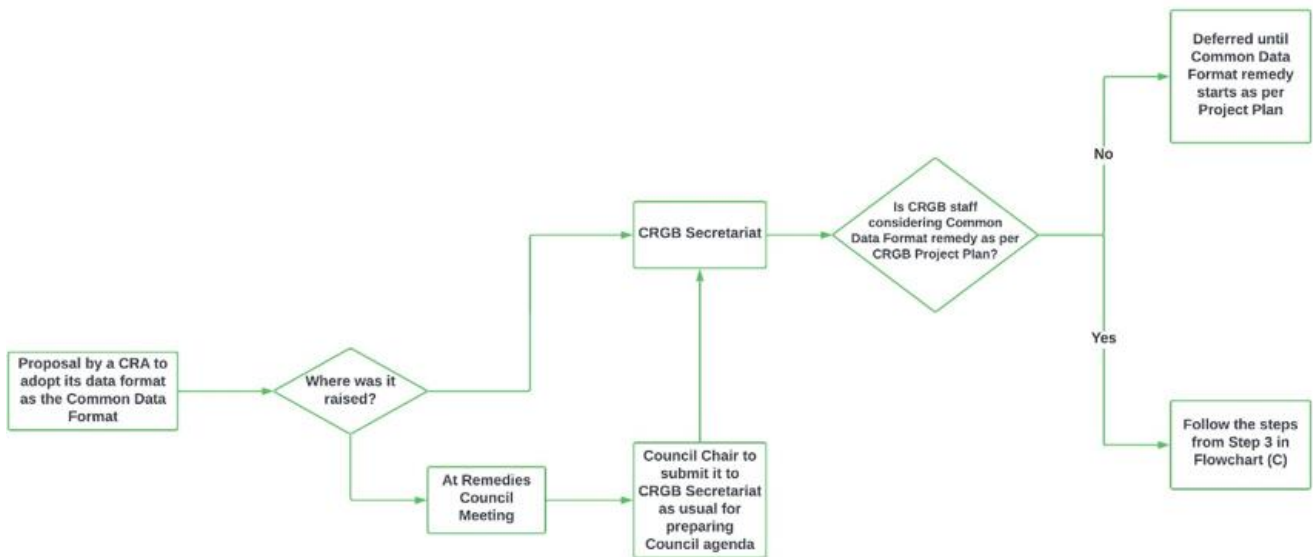 Proposal by a CRA to
adopt its data format
as the Common Data
Format
Where was it
raised?
At Remedies
Council
Meeting
Council Chair to
submit it to
CRGB Secretariat
as usual for
preparing
Council agenda
CRGB Secretariat
Is CRGB staff
considering Common
Data Format remedy as per
CRGB Project Plan?
No
Deferred until
Common Data
Format remedy
starts as per
Project Plan
Yes
Follow the steps
from Step 3 in
Flowchart (C)